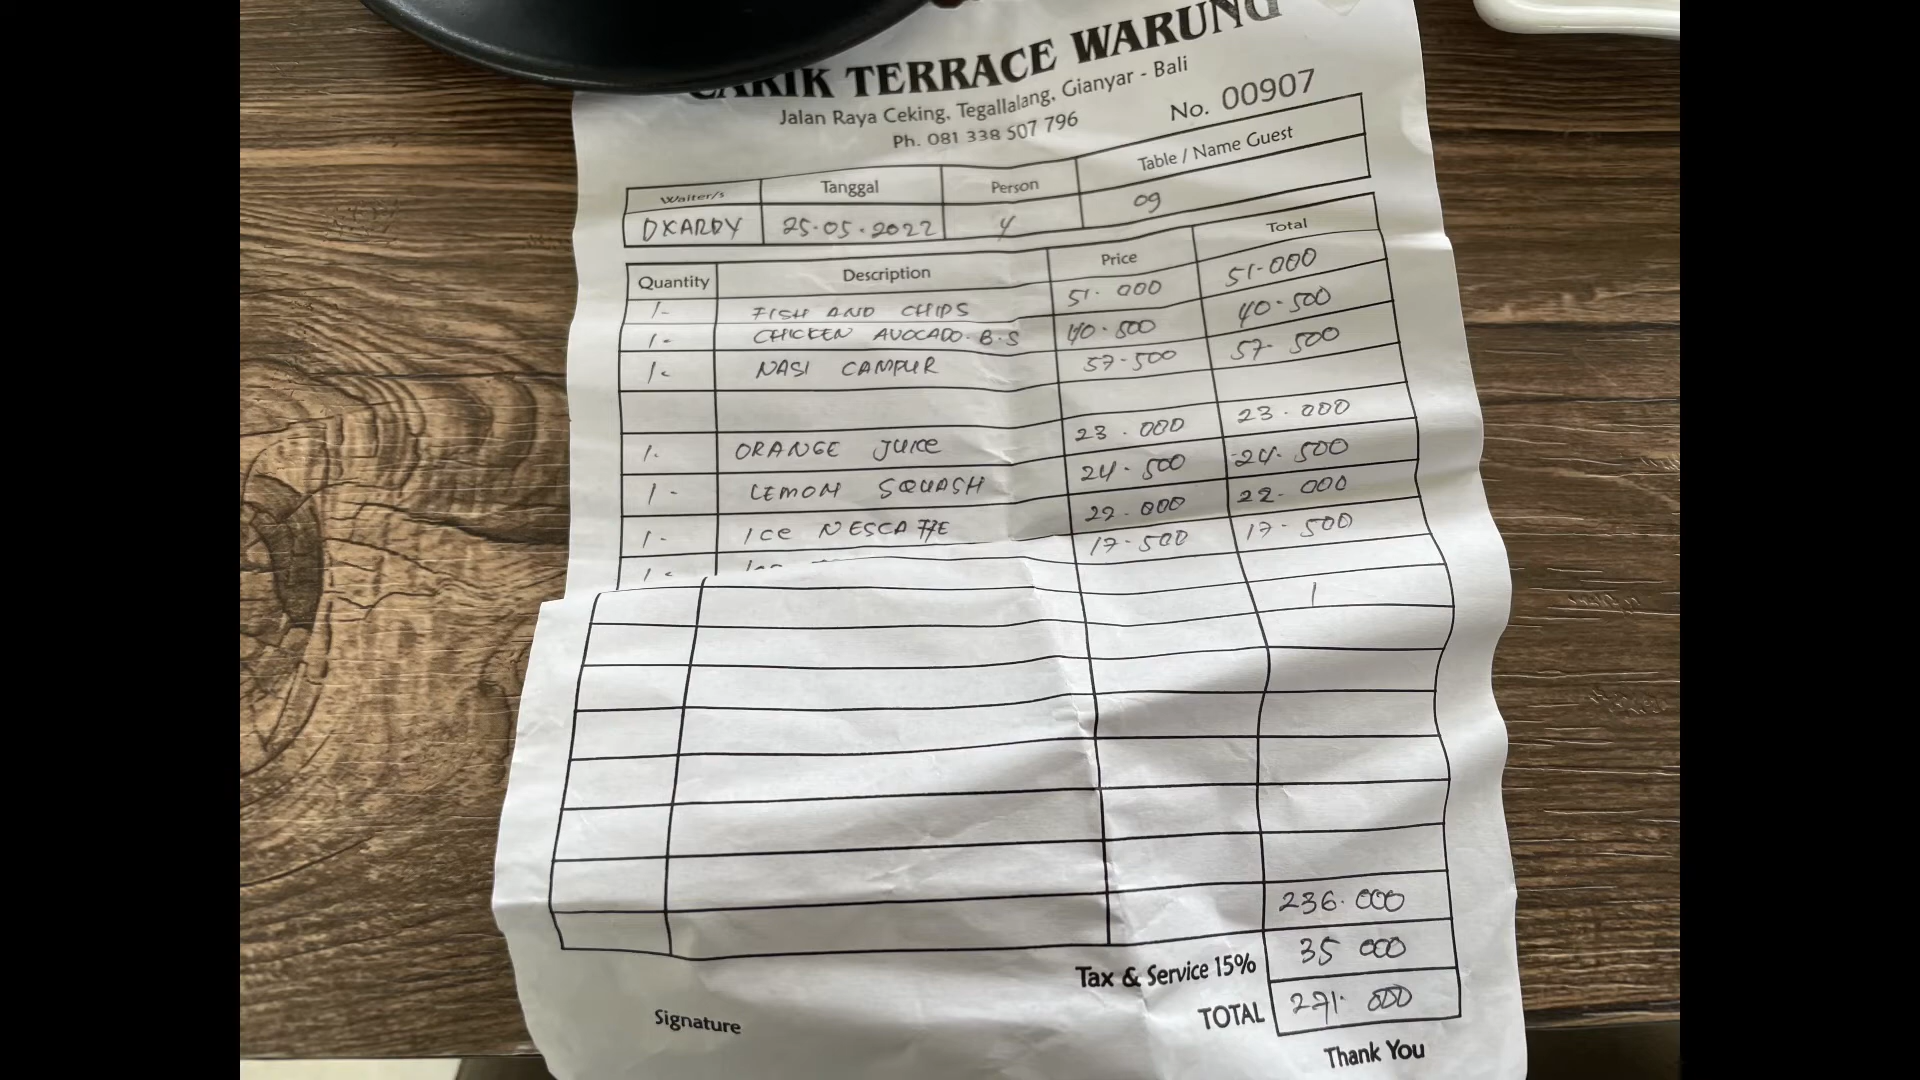 CARIK TERRACE WARUNG
Jalan Raya Ceking, Tegallalang, Gianyar - Bali
Ph. 081 338 507 796
No. 00907
Waiter/s Tanggal Person Table / Name Guest
DKARDY 25-05-2022 4 09
Quantity Description Price Total
1- FISH AND CHIPS 51-000 51-000
1- CHICKEN AVOCADO. B.S 40-500 40-500
1- NASI CAMPUR 57-500 57-500
1- ORANGE JUICE 23-000 23-000
1- LEMON SQUASH 24-500 24-500
1- ICE NESCAFFE 22-000 22-000
1- 17-500 17-500
236.000
Tax & Service 15% 35 000
TOTAL 271.000
Signature
Thank You